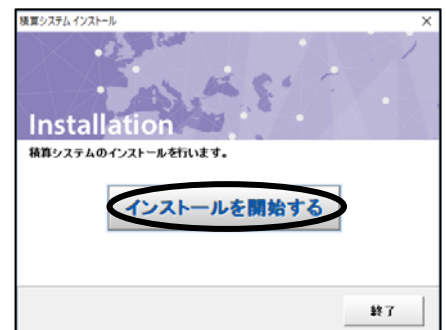 積算システム インストール
Installation
積算システムのインストールを行います。
インストールを開始する
終了